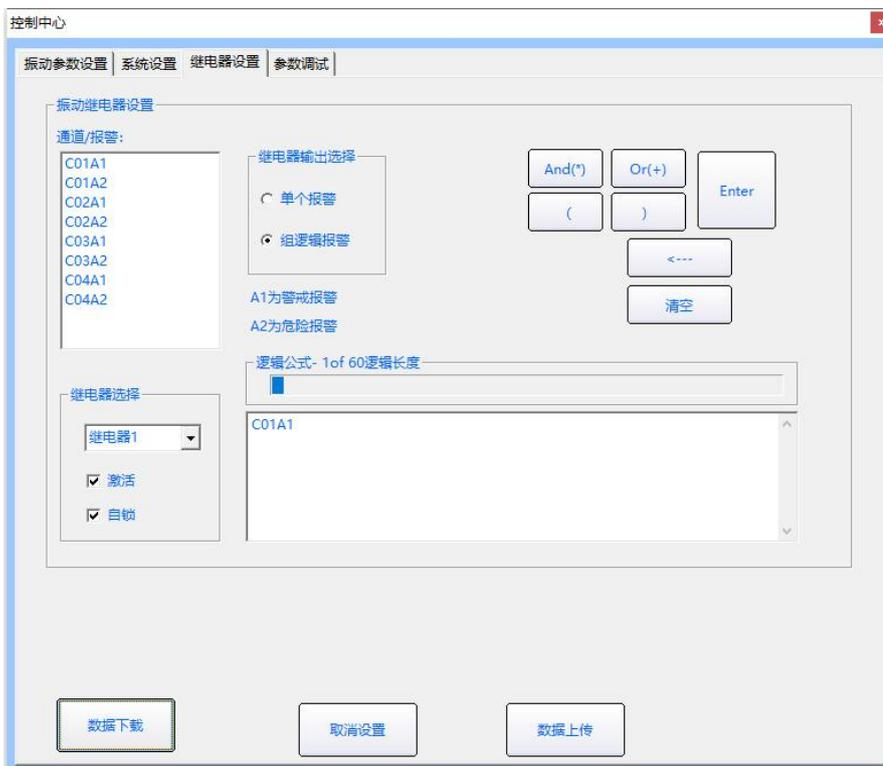 控制中心
振动参数设置 系统设置 继电器设置 参数调试
振动继电器设置
通道/报警:
C01A1
C01A2
C02A1
C02A2
C03A1
C03A2
C04A1
C04A2
继电器输出选择
单个报警
组逻辑报警
A1为警戒报警
A2为危险报警
And(*) Or(+) Enter
( )
<---
清空
逻辑公式- 1of 60逻辑长度
C01A1
继电器选择
继电器1
激活
自锁
数据下载 取消设置 数据上传